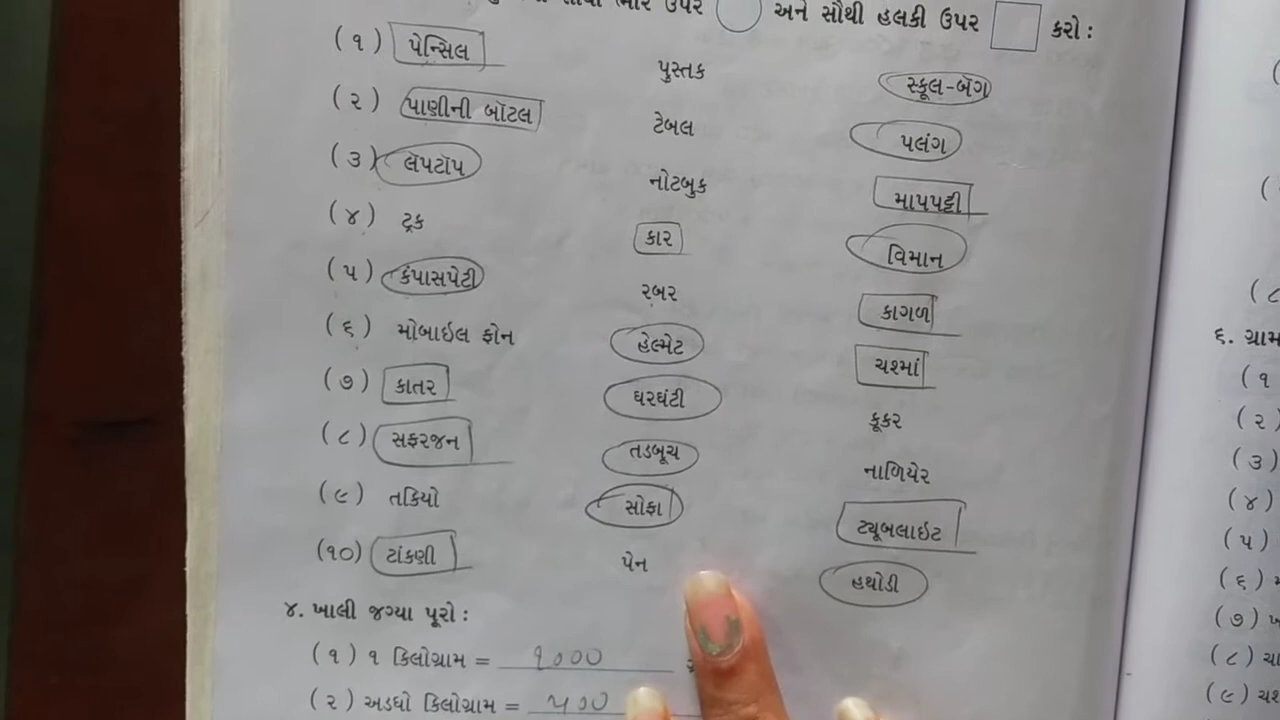 ભારે ઉપર અને સૌથી હલકી ઉપર કરો :
(૧) પેન્સિલ પુસ્તક સ્કૂલ-બૅગ
(૨) પાણીની બૉટલ ટેબલ પલંગ
(૩) લૅપટૉપ નોટબુક માપપટ્ટી
(૪) ટ્રક કાર વિમાન
(૫) કંપાસપેટી રબર કાગળ
(૬) મોબાઇલ ફોન હેલ્મેટ ચશ્માં
(૭) કાતર ઘરઘંટી કૂકર
(૮) સફરજન તડબૂચ નાળિયેર
(૯) તકિયો સોફા ટ્યૂબલાઇટ
(૧૦) ટાંકણી પેન હથોડી
૪. ખાલી જગ્યા પૂરો :
(૧) ૧ કિલોગ્રામ = ૧૦૦૦
(૨) અડધો કિલોગ્રામ = ૫૦૦
(૮
૬. ગ્રામ
(૧
(૨)
(૩)
(૪)
(૫)
(૬)
(૭)
(૮)
(૯)